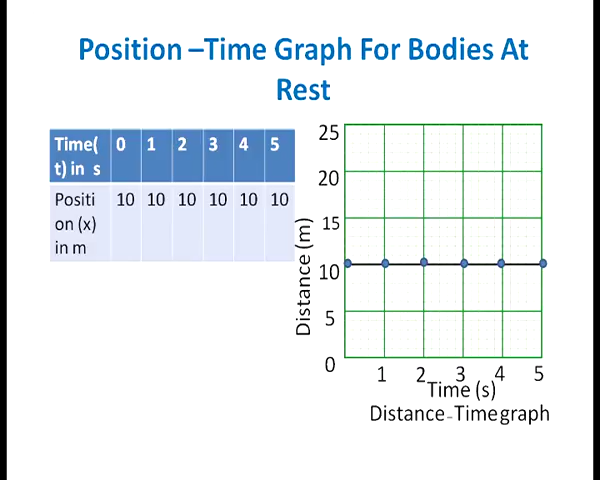 Position –Time Graph For Bodies At
Rest
Time( 0 1 2 3 4 5
t) in s
Positi 10 10 10 10 10 10
on (x)
in m
25
20
15
10
5
0
Distance (m)
1 2 3 4 5
Time (s)
Distance-Timegraph